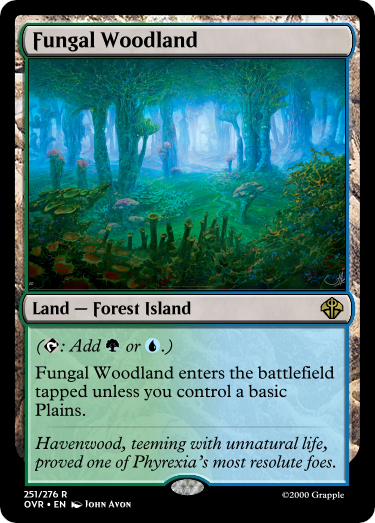 Fungal Woodland
Land — Forest Island
(: Add or .)
Fungal Woodland enters the battlefield
tapped unless you control a basic
Plains.
Havenwood, teeming with unnatural life,
proved one of Phyrexia's most resolute foes.
251/276 R
OVR • EN John Avon
©2000 Grapple